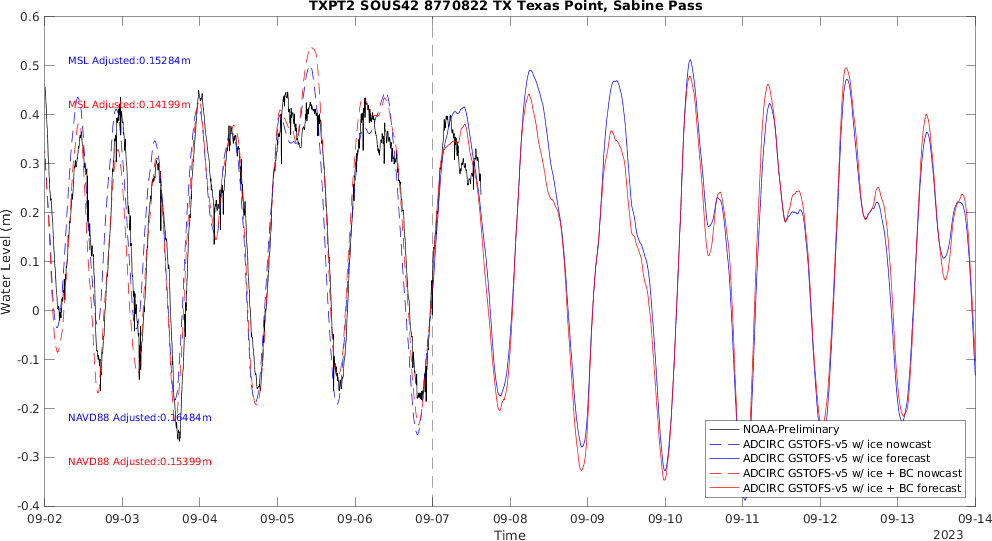 TXPT2 SOUS42 8770822 TX Texas Point, Sabine Pass
0.6
0.5
0.4
0.3
0.2
0.1
0
-0.1
-0.2
-0.3
-0.4
Water Level (m)
MSL Adjusted:0.15284m
MSL Adjusted:0.14199m
NAVD88 Adjusted:0.16484m
NAVD88 Adjusted:0.15399m
NOAA-Preliminary
ADCIRC GSTOFS-v5 w/ ice nowcast
ADCIRC GSTOFS-v5 w/ ice forecast
ADCIRC GSTOFS-v5 w/ ice + BC nowcast
ADCIRC GSTOFS-v5 w/ ice + BC forecast
09-02 09-03 09-04 09-05 09-06 09-07 09-08 09-09 09-10 09-11 09-12 09-13 09-14
Time
2023